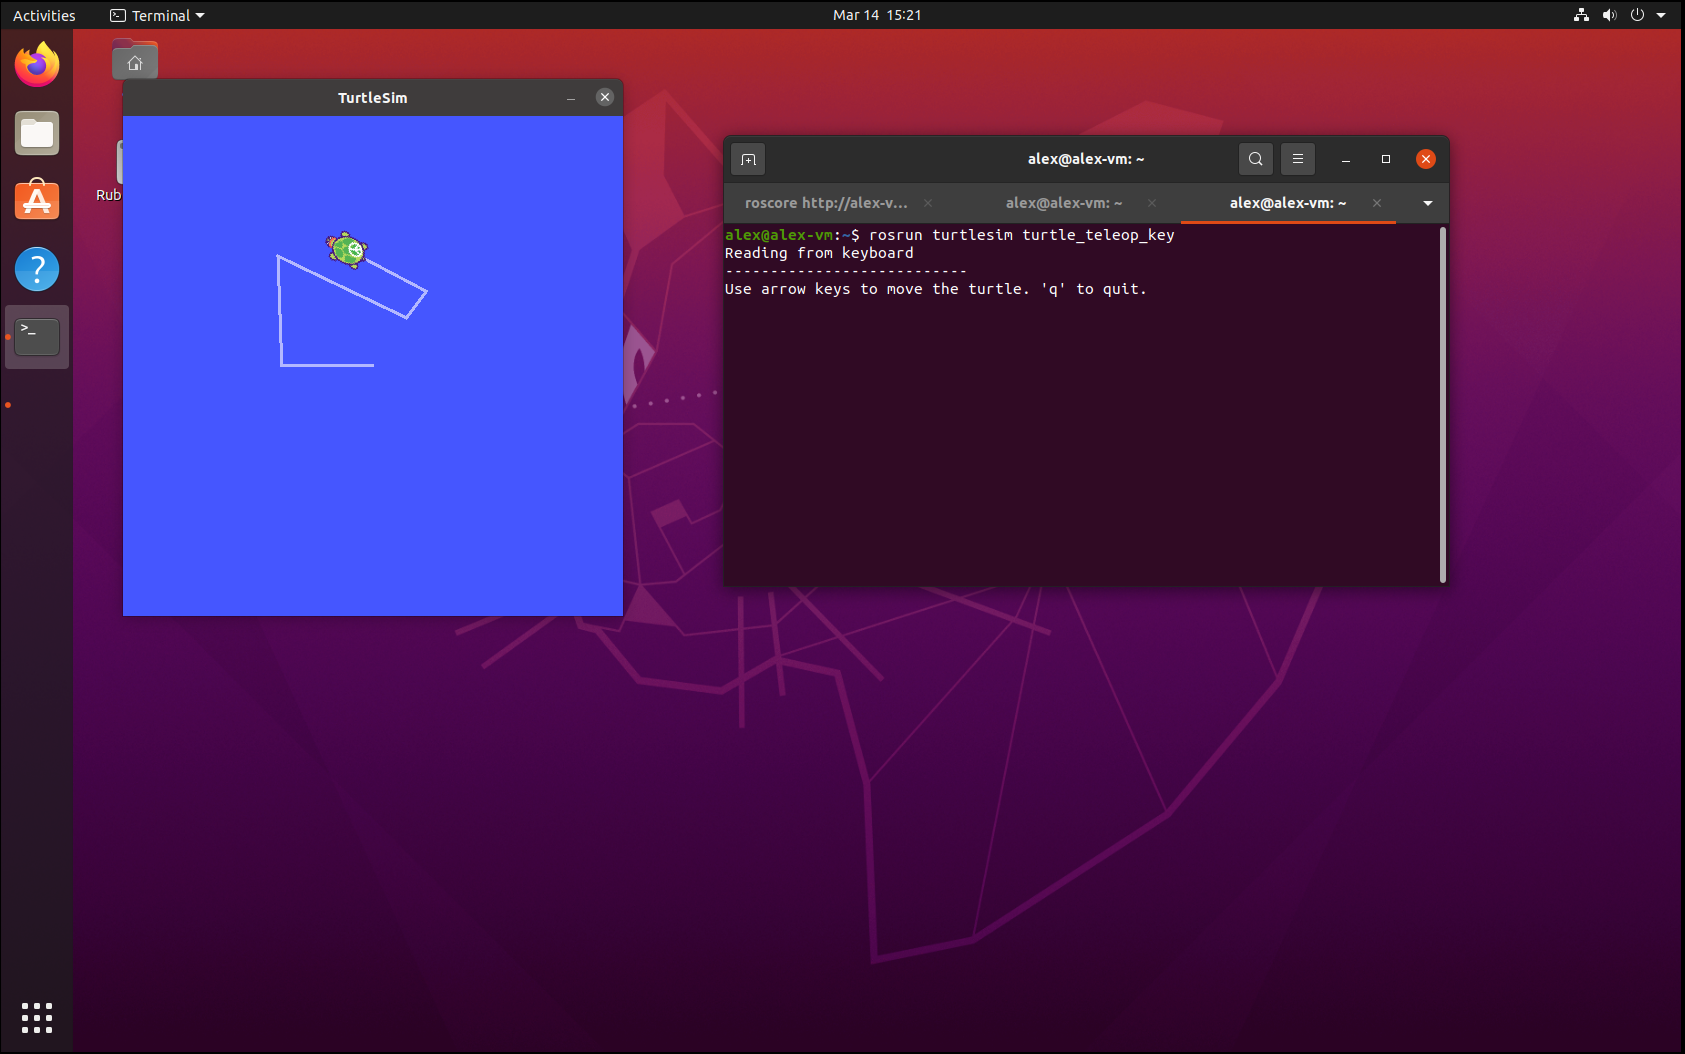 Activities
Terminal
Mar 14 15:21
TurtleSim
Rub
alex@alex-vm: ~
roscore http://alex-v...
alex@alex-vm: ~
alex@alex-vm: ~
alex@alex-vm:~$ rosrun turtlesim turtle_teleop_key
Reading from keyboard
---------------------------
Use arrow keys to move the turtle. 'q' to quit.
>_